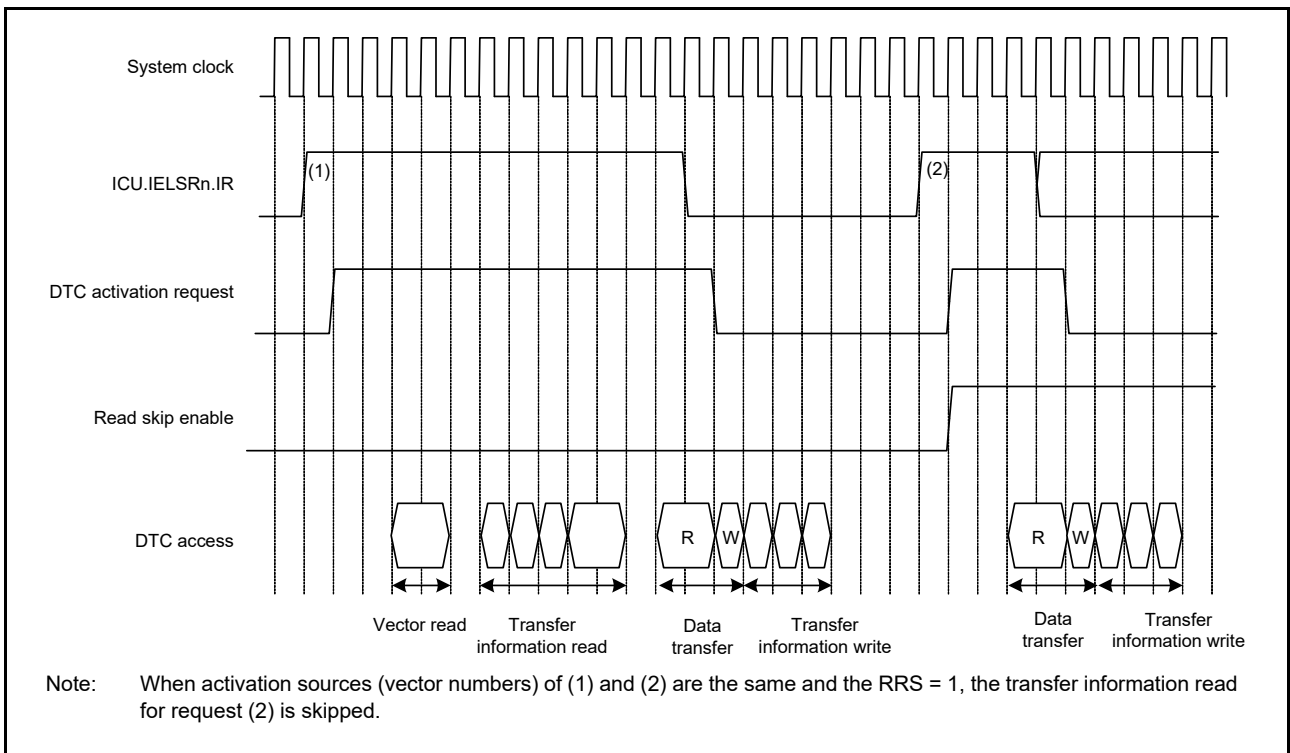 System clock
ICU.IELSRn.IR
(1)
(2)
DTC activation request
Read skip enable
DTC access
R
W
R
W
Vector read
Transfer
information read
Data
transfer
Transfer
information write
Data
transfer
Transfer
information write
Note: When activation sources (vector numbers) of (1) and (2) are the same and the RRS = 1, the transfer information read
for request (2) is skipped.